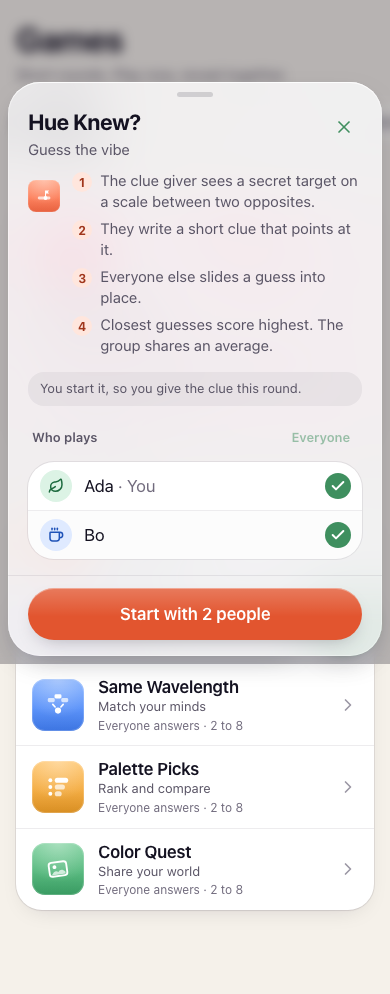 Games
Hue Knew?
Guess the vibe
1 The clue giver sees a secret target on
a scale between two opposites.
2 They write a short clue that points at
it.
3 Everyone else slides a guess into
place.
4 Closest guesses score highest. The
group shares an average.
You start it, so you give the clue this round.
Who plays Everyone
Ada · You
Bo
Start with 2 people
Same Wavelength
Match your minds
Everyone answers · 2 to 8
Palette Picks
Rank and compare
Everyone answers · 2 to 8
Color Quest
Share your world
Everyone answers · 2 to 8